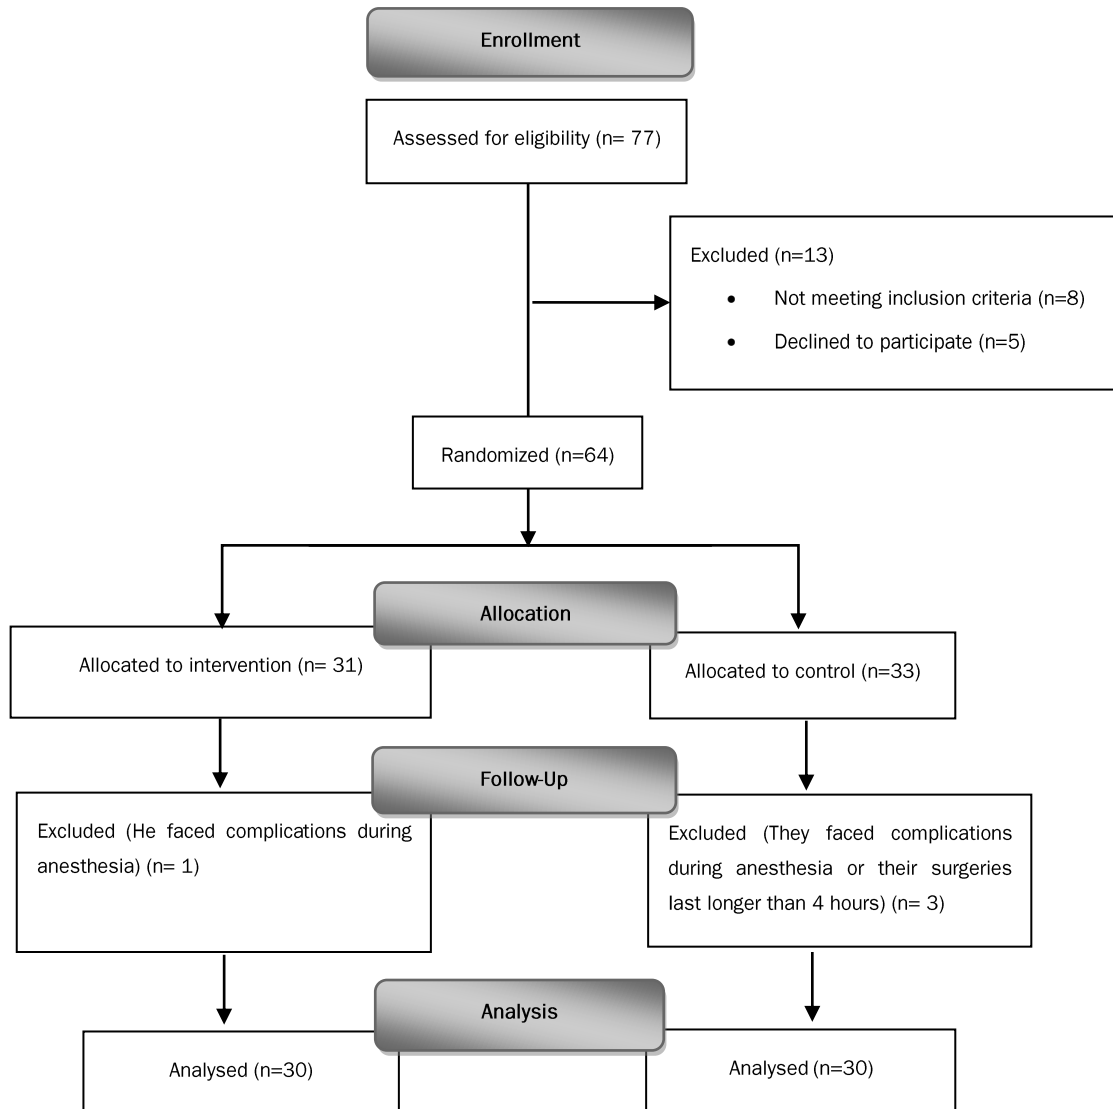 Enrollment
Assessed for eligibility (n= 77)
Excluded (n=13)
• Not meeting inclusion criteria (n=8)
• Declined to participate (n=5)
Randomized (n=64)
Allocation
Allocated to intervention (n= 31)
Allocated to control (n=33)
Follow-Up
Excluded (He faced complications during
anesthesia) (n= 1)
Excluded (They faced complications
during anesthesia or their surgeries
last longer than 4 hours) (n= 3)
Analysis
Analysed (n=30)
Analysed (n=30)